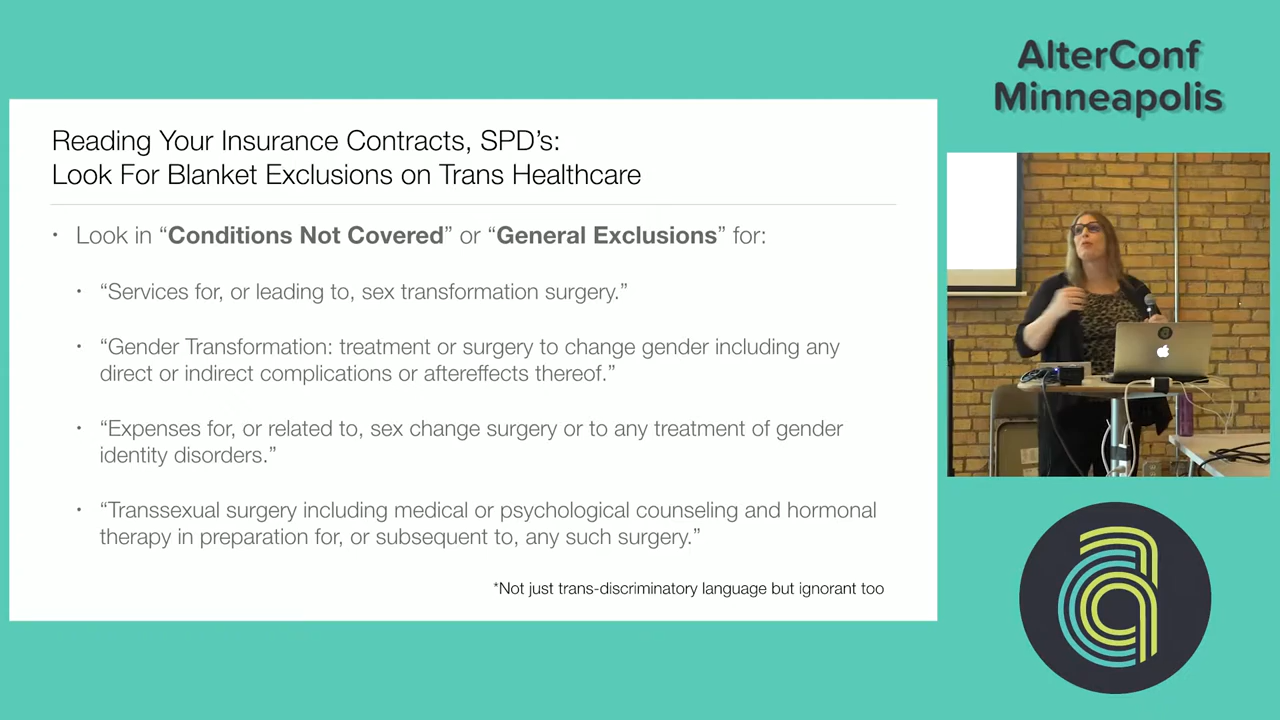 AlterConf
Minneapolis
Reading Your Insurance Contracts, SPD's:
Look For Blanket Exclusions on Trans Healthcare
• Look in “Conditions Not Covered” or “General Exclusions” for:
• “Services for, or leading to, sex transformation surgery.”
• “Gender Transformation: treatment or surgery to change gender including any
direct or indirect complications or aftereffects thereof.”
• “Expenses for, or related to, sex change surgery or to any treatment of gender
identity disorders.”
• “Transsexual surgery including medical or psychological counseling and hormonal
therapy in preparation for, or subsequent to, any such surgery.”
*Not just trans-discriminatory language but ignorant too